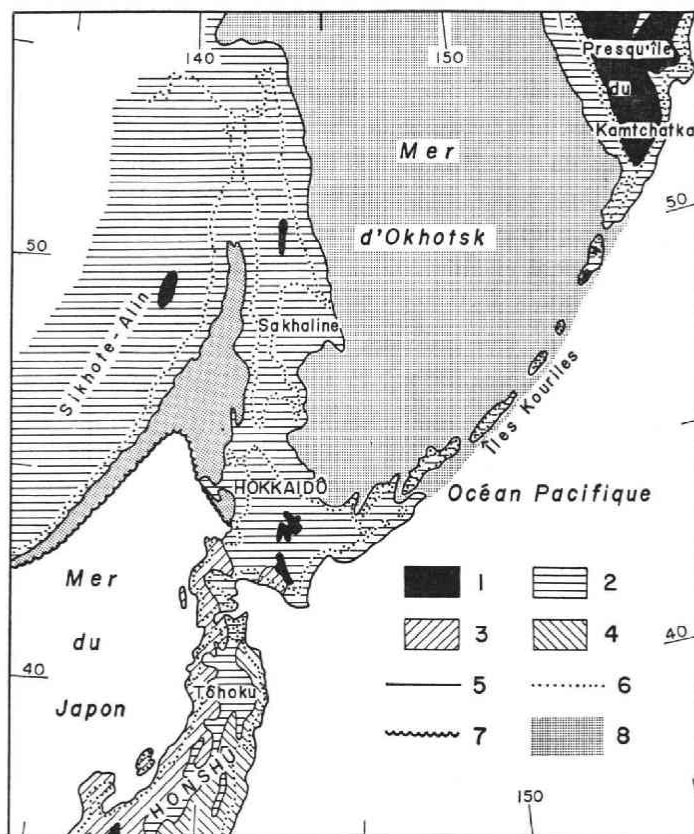 140
150
Presqu'île
du
Kamtchatka
Mer
d'Okhotsk
50
50
Sikhote-Alin
Sakhaline
Îles Kouriles
HOKKAIDO
Océan Pacifique
Mer
du
Japon
1
2
3
4
5
6
7
8
40
40
Tôhoku
HONSHÛ
150